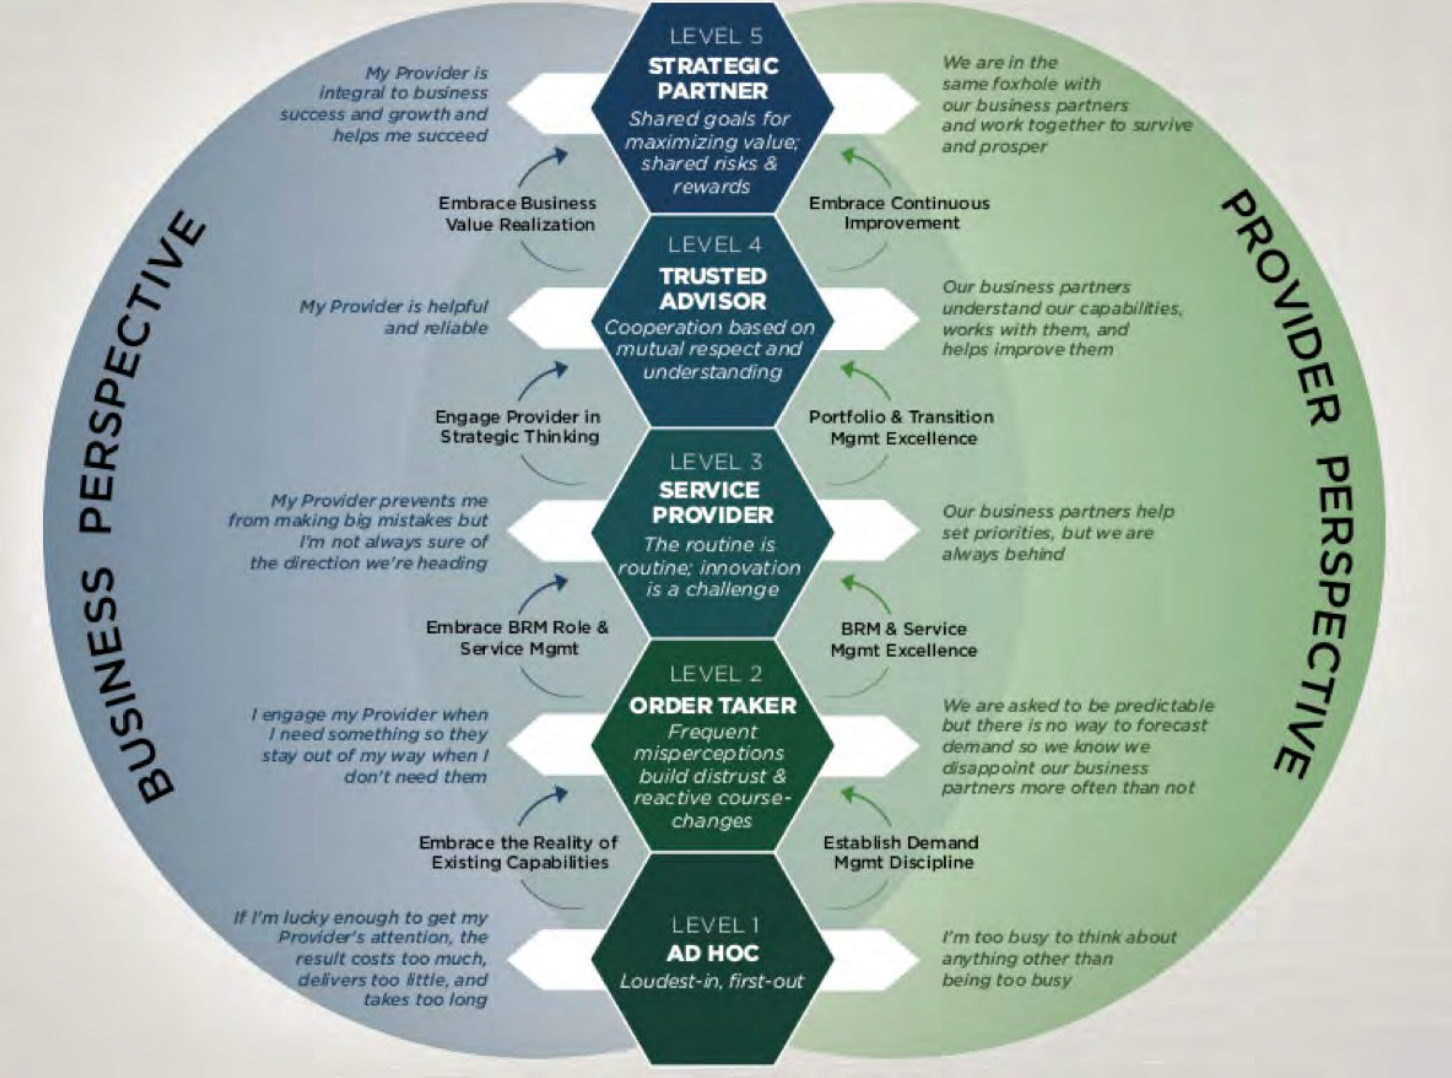 LEVEL 5
STRATEGIC
PARTNER
Shared goals for
maximizing value;
shared risks &
rewards
My Provider is
integral to business
success and growth and
helps me succeed
We are in the
same foxhole with
our business partners
and work together to survive
and prosper
Embrace Business
Value Realization
Embrace Continuous
Improvement
LEVEL 4
TRUSTED
ADVISOR
Cooperation based on
mutual respect and
understanding
My Provider is helpful
and reliable
Our business partners
understand our capabilities,
works with them, and
helps improve them
Engage Provider in
Strategic Thinking
Portfolio & Transition
Mgmt Excellence
LEVEL 3
SERVICE
PROVIDER
The routine is
routine; innovation
is a challenge
My Provider prevents me
from making big mistakes but
I'm not always sure of
the direction we're heading
Our business partners help
set priorities, but we are
always behind
Embrace BRM Role &
Service Mgmt
BRM & Service
Mgmt Excellence
LEVEL 2
ORDER TAKER
Frequent
misperceptions
build distrust &
reactive course-
changes
I engage my Provider when
I need something so they
stay out of my way when I
don't need them
We are asked to be predictable
but there is no way to forecast
demand so we know we
disappoint our business
partners more often than not
Embrace the Reality of
Existing Capabilities
Establish Demand
Mgmt Discipline
LEVEL 1
AD HOC
Loudest-in, first-out
If I'm lucky enough to get my
Provider's attention, the
result costs too much,
delivers too little, and
takes too long
I'm too busy to think about
anything other than
being too busy
BUSINESS PERSPECTIVE
PROVIDER PERSPECTIVE